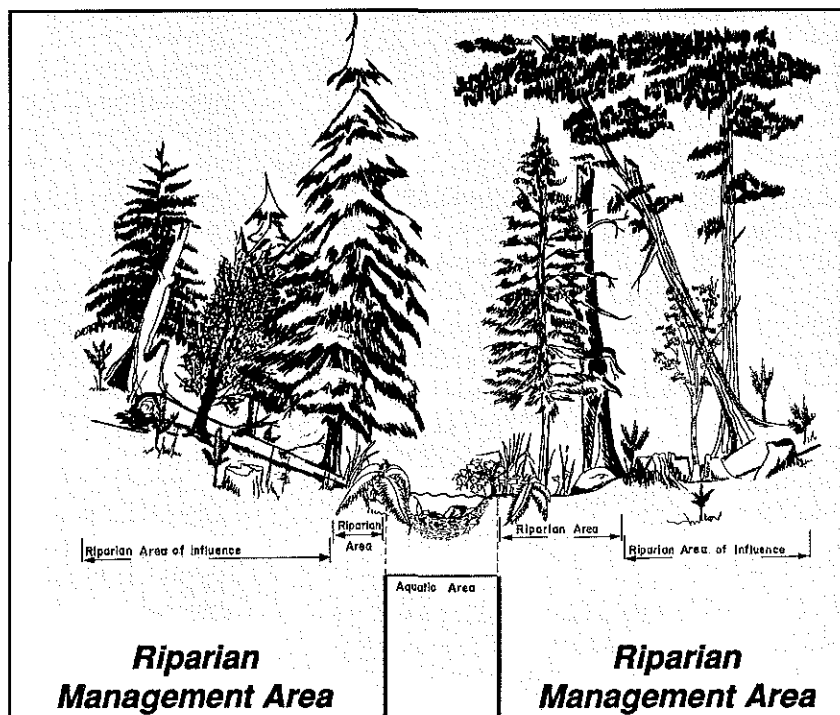 Riparian Area of Influence
Riparian
Area
Riparian Area
Riparian Area of Influence
Aquatic Area
Riparian
Management Area
Riparian
Management Area